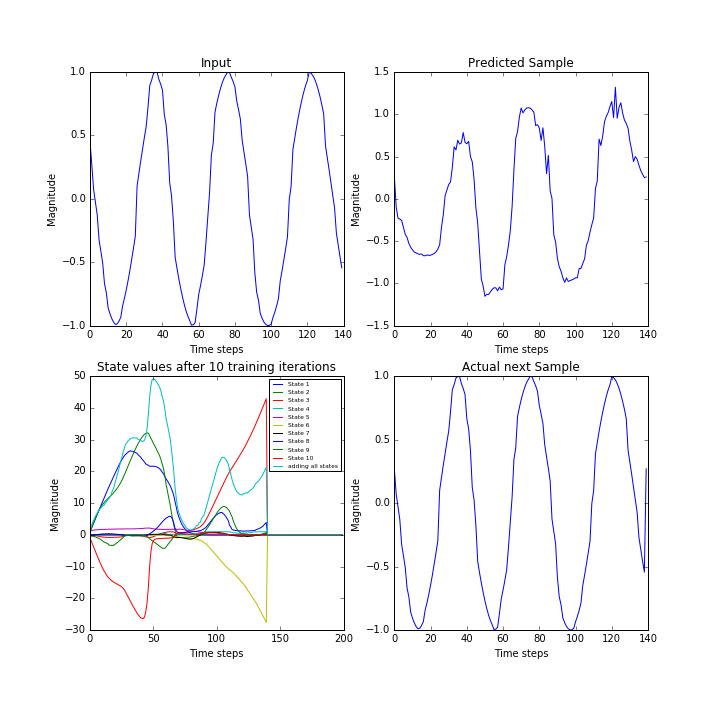 Input
1.0
0.5
0.0
−0.5
−1.0
Magnitude
0 20 40 60 80 100 120 140
Time steps
Predicted Sample
1.5
1.0
0.5
0.0
−0.5
−1.0
−1.5
Magnitude
0 20 40 60 80 100 120 140
Time steps
State values after 10 training iterations
50
40
30
20
10
0
−10
−20
−30
Magnitude
0 50 100 150 200
Time steps
State 1
State 2
State 3
State 4
State 5
State 6
State 7
State 8
State 9
State 10
adding all states
Actual next Sample
1.0
0.5
0.0
−0.5
−1.0
Magnitude
0 20 40 60 80 100 120 140
Time steps